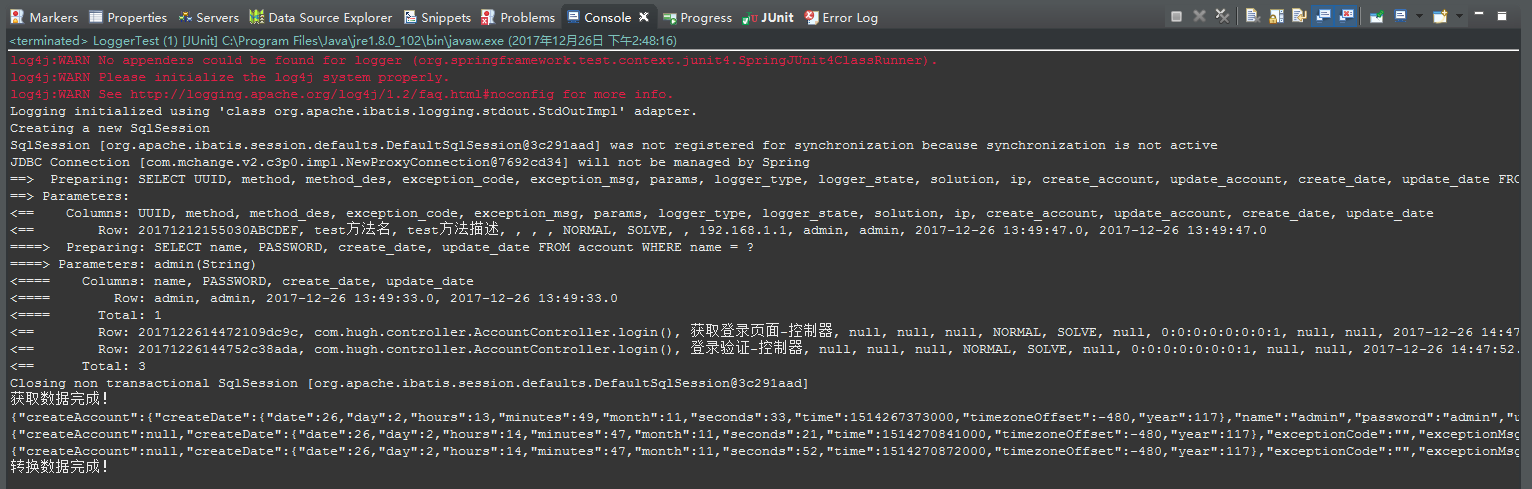 Markers Properties Servers Data Source Explorer Snippets Problems Console Progress JUnit Error Log
<terminated> LoggerTest (1) [JUnit] C:\Program Files\Java\jre1.8.0_102\bin\javaw.exe (2017年12月26日 下午2:48:16)
log4j:WARN No appenders could be found for logger (org.springframework.test.context.junit4.SpringJUnit4ClassRunner).
log4j:WARN Please initialize the log4j system properly.
log4j:WARN See http://logging.apache.org/log4j/1.2/faq.html#noconfig for more info.
Logging initialized using 'class org.apache.ibatis.logging.stdout.StdOutImpl' adapter.
Creating a new SqlSession
SqlSession [org.apache.ibatis.session.defaults.DefaultSqlSession@3c291aad] was not registered for synchronization because synchronization is not active
JDBC Connection [com.mchange.v2.c3p0.impl.NewProxyConnection@7692cd34] will not be managed by Spring
==>  Preparing: SELECT UUID, method, method_des, exception_code, exception_msg, params, logger_type, logger_state, solution, ip, create_account, update_account, create_date, update_date FRO
==> Parameters:
<==    Columns: UUID, method, method_des, exception_code, exception_msg, params, logger_type, logger_state, solution, ip, create_account, update_account, create_date, update_date
<==        Row: 20171212155030ABCDEF, test方法名, test方法描述, , , , NORMAL, SOLVE, , 192.168.1.1, admin, admin, 2017-12-26 13:49:47.0, 2017-12-26 13:49:47.0
====>  Preparing: SELECT name, PASSWORD, create_date, update_date FROM account WHERE name = ?
====> Parameters: admin(String)
<====    Columns: name, PASSWORD, create_date, update_date
<====        Row: admin, admin, 2017-12-26 13:49:33.0, 2017-12-26 13:49:33.0
<====      Total: 1
<==        Row: 2017122614472109dc9c, com.hugh.controller.AccountController.login(), 获取登录页面-控制器, null, null, null, NORMAL, SOLVE, null, 0:0:0:0:0:0:0:1, null, null, 2017-12-26 14:47
<==        Row: 20171226144752c38ada, com.hugh.controller.AccountController.login(), 登录验证-控制器, null, null, null, NORMAL, SOLVE, null, 0:0:0:0:0:0:0:1, null, null, 2017-12-26 14:47:52.
<==      Total: 3
Closing non transactional SqlSession [org.apache.ibatis.session.defaults.DefaultSqlSession@3c291aad]
获取数据完成!
{"createAccount":{"createDate":{"date":26,"day":2,"hours":13,"minutes":49,"month":11,"seconds":33,"time":1514267373000,"timezoneOffset":-480,"year":117},"name":"admin","password":"admin","u
{"createAccount":null,"createDate":{"date":26,"day":2,"hours":14,"minutes":47,"month":11,"seconds":21,"time":1514270841000,"timezoneOffset":-480,"year":117},"exceptionCode":"","exceptionMsg
{"createAccount":null,"createDate":{"date":26,"day":2,"hours":14,"minutes":47,"month":11,"seconds":52,"time":1514270872000,"timezoneOffset":-480,"year":117},"exceptionCode":"","exceptionMsg
转换数据完成!